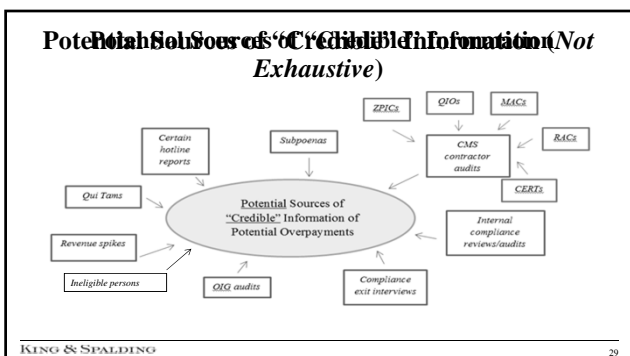 Potential Sources of “Credible” Information (Not
Exhaustive)
ZPICs
QIOs
MACs
RACs
CERTs
CMS
contractor
audits
Certain
hotline
reports
Subpoenas
Qui Tams
Potential Sources of
“Credible” Information of
Potential Overpayments
Internal
compliance
reviews/audits
Revenue spikes
Ineligible persons
OIG audits
Compliance
exit interviews
KING & SPALDING
29